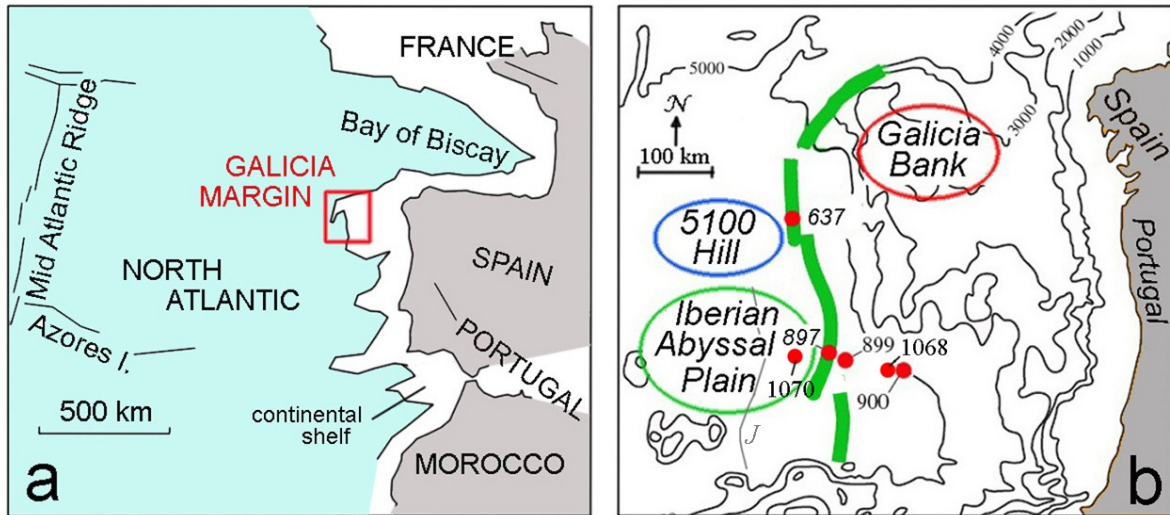 FRANCE
Bay of Biscay
Mid Atlantic Ridge
GALICIA
MARGIN
NORTH
ATLANTIC
SPAIN
Azores I.
PORTUGAL
500 km
continental
shelf
MOROCCO
a
5000
4000
2000
1000
3000
N
100 km
Galicia
Bank
Spain
637
5100
Hill
Portugal
Iberian
Abyssal
Plain
897
899
1068
1070
900
J
b